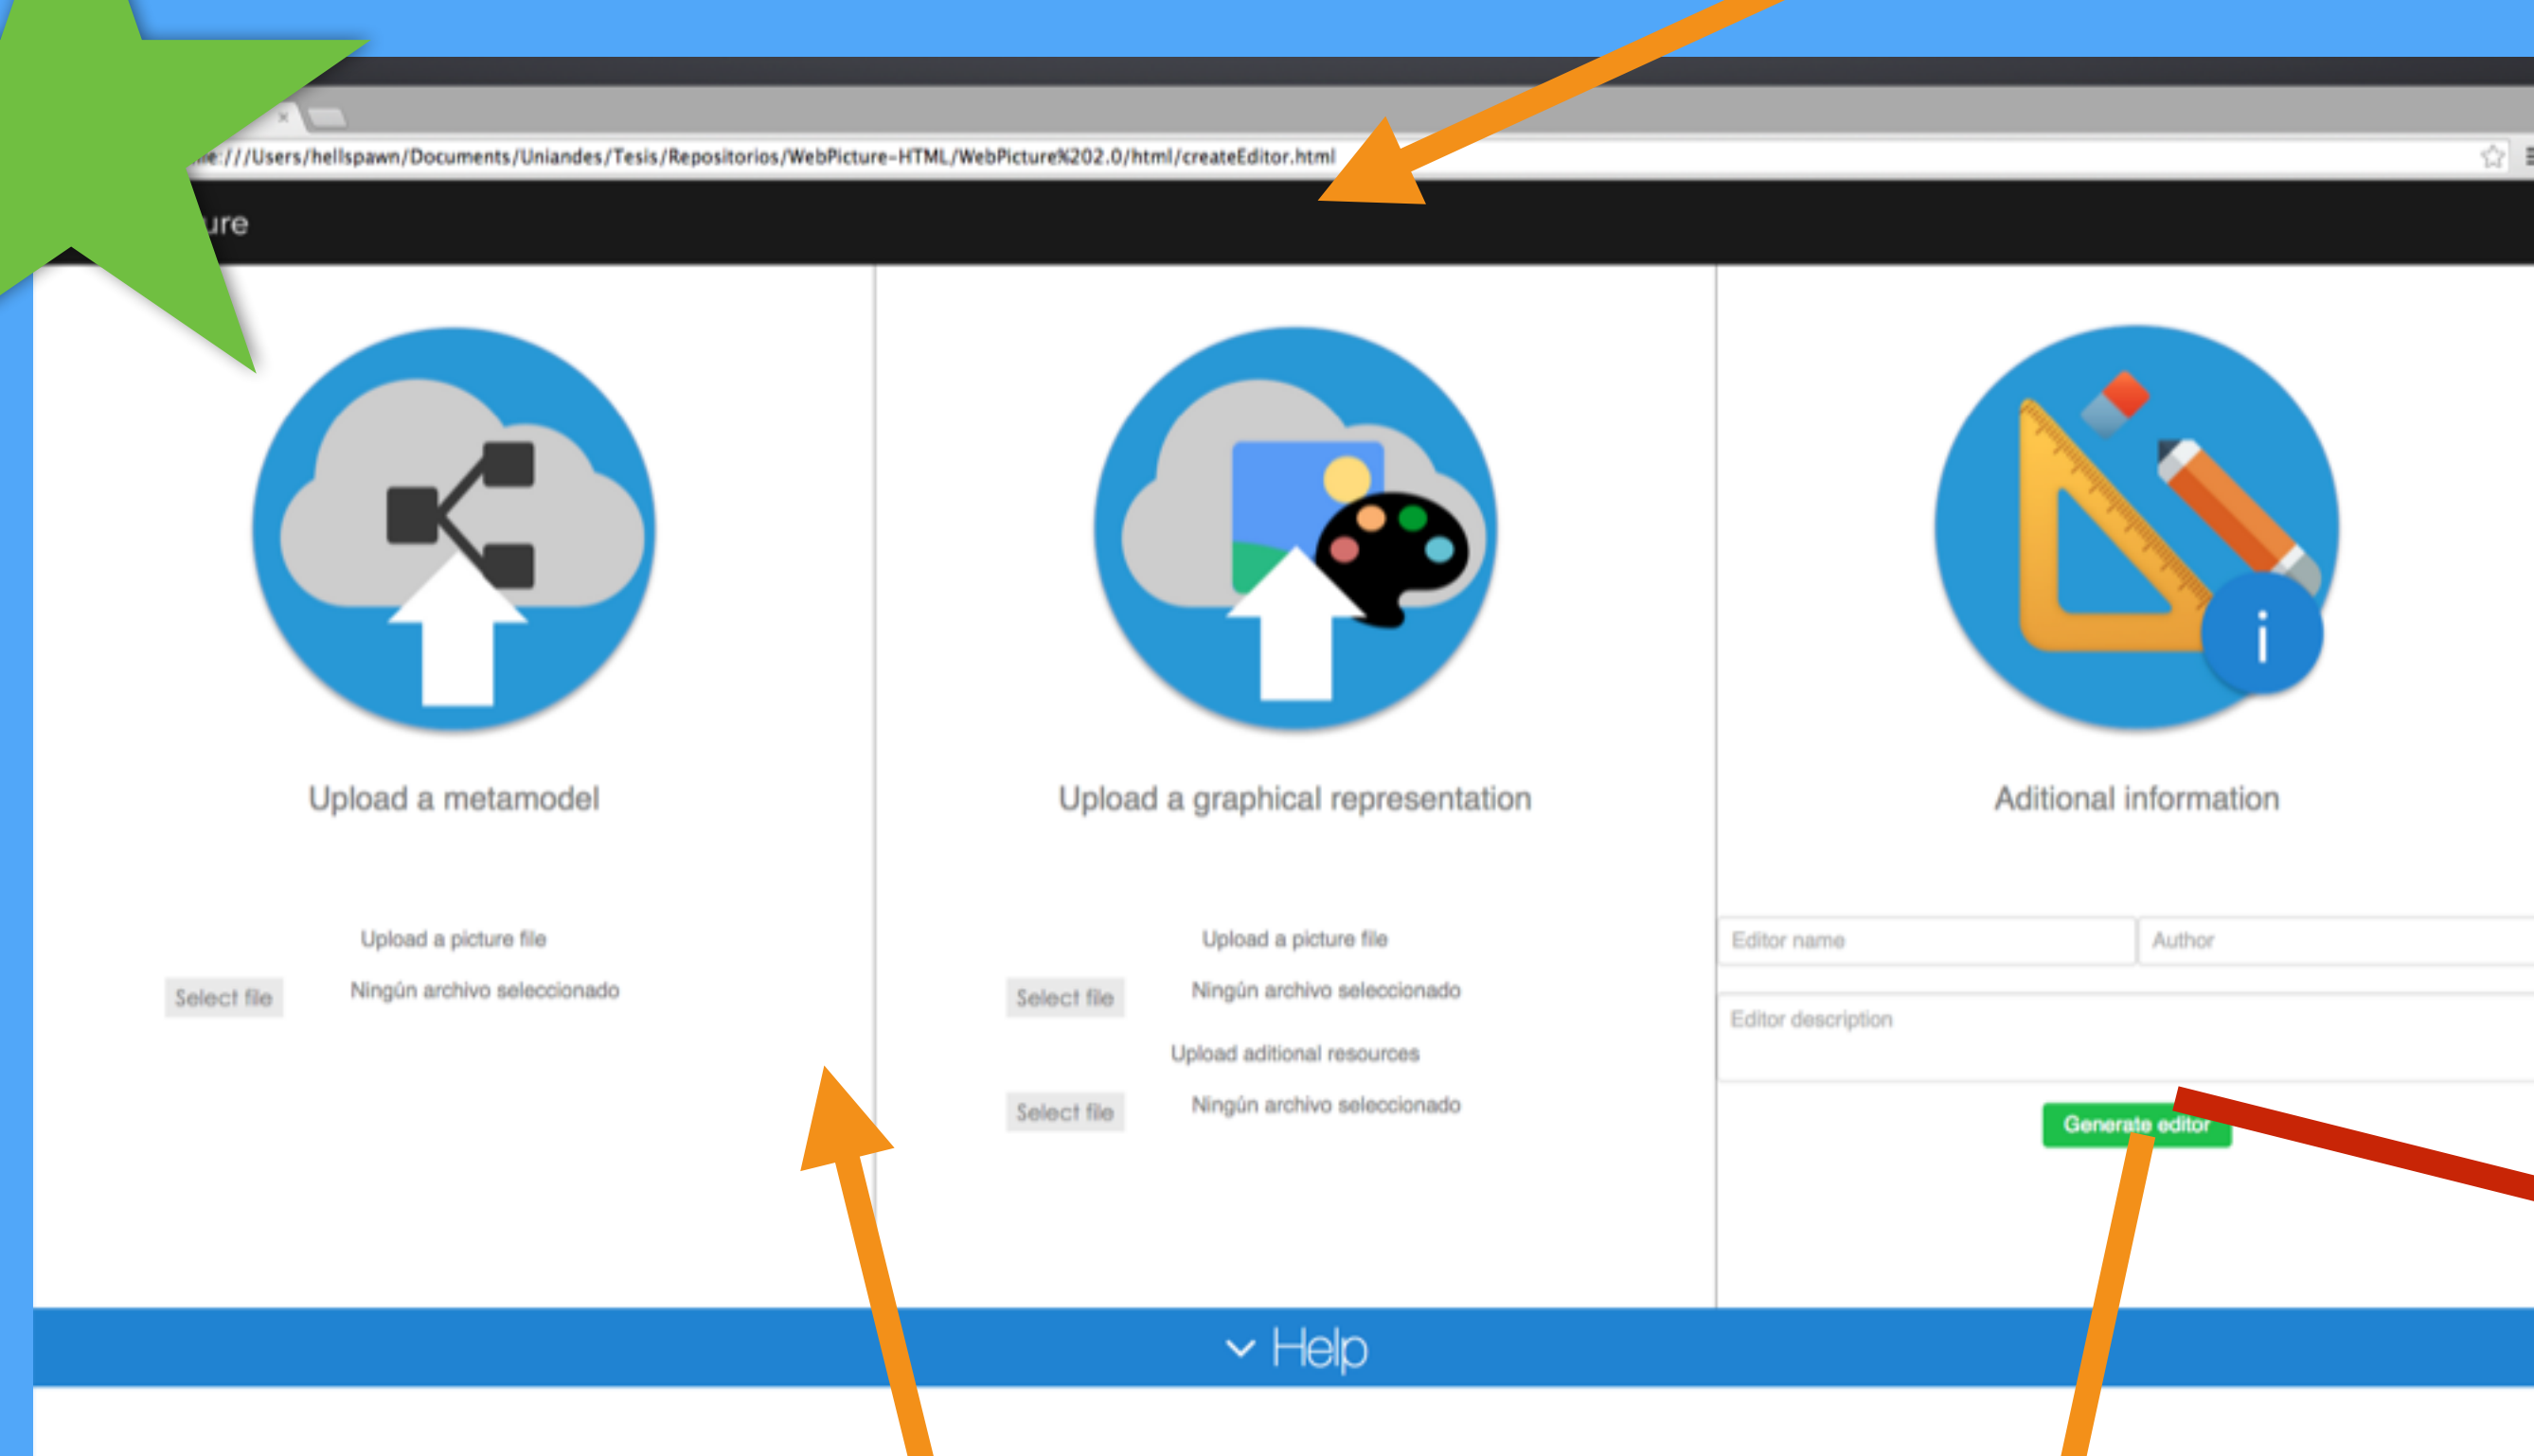 ///Users/hellspawn/Documents/Uniandes/Tesis/Repositorios/WebPicture-HTML/WebPicture%202.0/html/createEditor.html
ure
i
Upload a metamodel
Upload a graphical representation
Aditional information
Upload a picture file
Select file
Ningún archivo seleccionado
Upload a picture file
Select file
Ningún archivo seleccionado
Upload aditional resources
Select file
Ningún archivo seleccionado
Editor name
Author
Editor description
Generate editor
Help